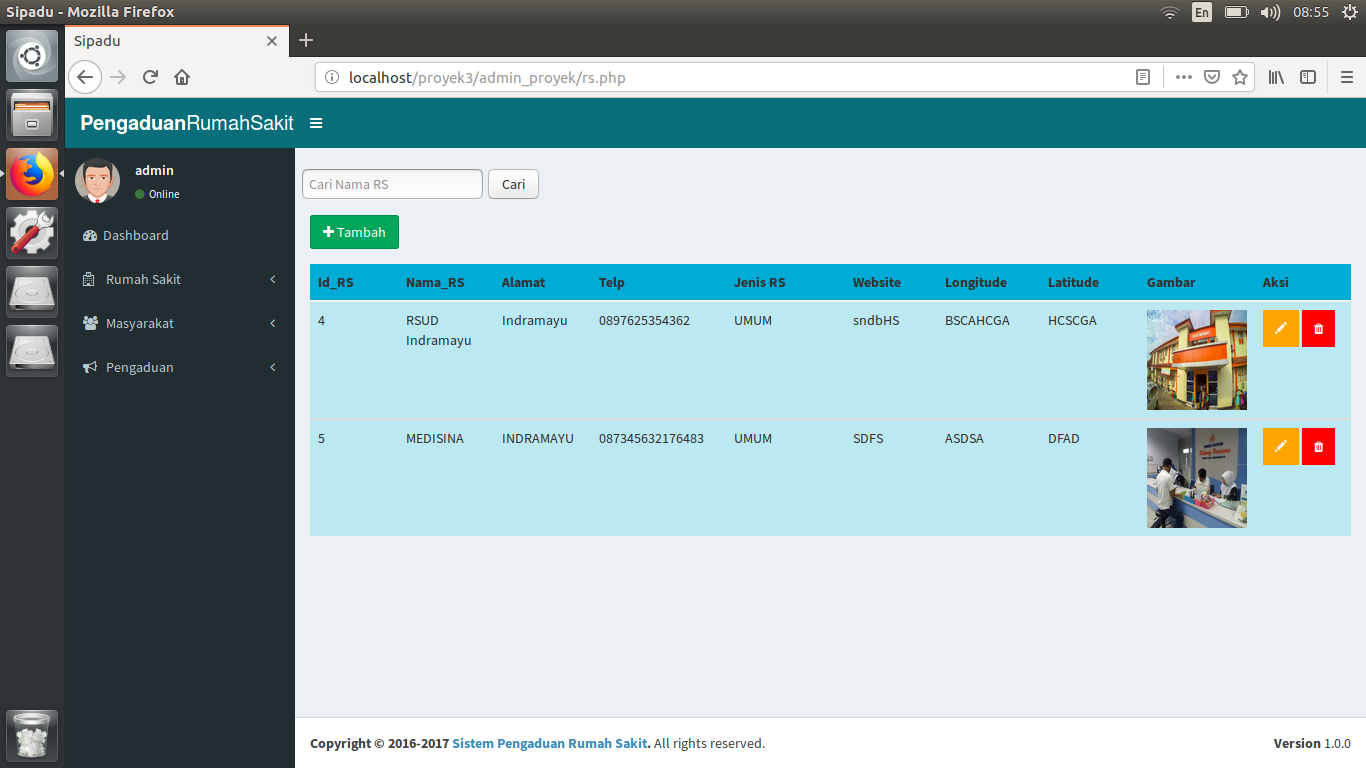 Sipadu - Mozilla Firefox
En
08:55
Sipadu
localhost/proyek3/admin_proyek/rs.php
PengaduanRumahSakit
admin
Online
Dashboard
Rumah Sakit
Masyarakat
Pengaduan
Cari Nama RS
Cari
Tambah
Id_RS Nama_RS Alamat Telp Jenis RS Website Longitude Latitude Gambar Aksi
4 RSUD Indramayu 0897625354362 UMUM sndbHS BSCAHCGA HCSCGA
Indramayu
5 MEDISINA INDRAMAYU 087345632176483 UMUM SDFS ASDSA DFAD
Copyright © 2016-2017 Sistem Pengaduan Rumah Sakit. All rights reserved.
Version 1.0.0